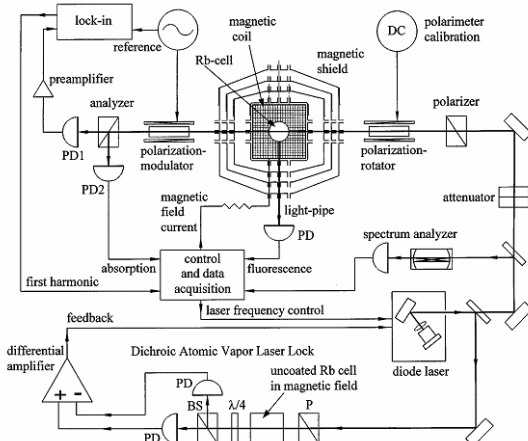 lock-in
reference
preamplifier
analyzer
PD1
PD2
polarization-
modulator
magnetic
coil
Rb-cell
magnetic
shield
DC
polarimeter
calibration
polarizer
polarization-
rotator
attenuator
magnetic
field
current
light-pipe
PD
spectrum analyzer
absorption
fluorescence
first harmonic
control
and data
acquisition
laser frequency control
feedback
diode laser
differential
amplifier
Dichroic Atomic Vapor Laser Lock
uncoated Rb cell
in magnetic field
PD
BS
λ/4
P
PD
+ -